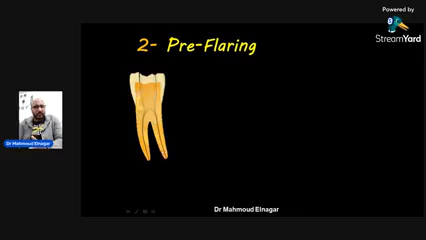 Powered by
StreamYard
2- Pre-Flaring
Dr Mahmoud Elnagar
Dr Mahmoud Elnagar